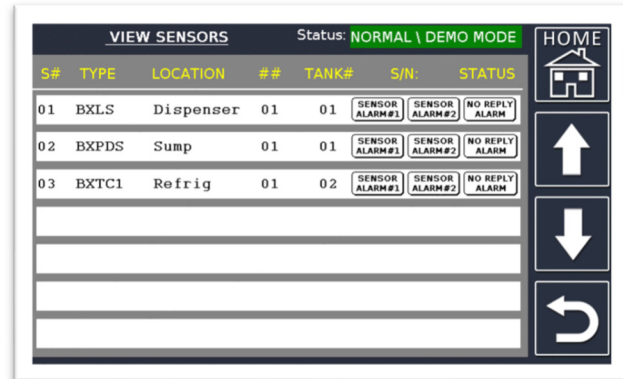 VIEW SENSORS Status: NORMAL \ DEMO MODE HOME
S# TYPE LOCATION ## TANK# S/N: STATUS
01 BXLS Dispenser 01 01 SENSOR ALARM#1 SENSOR ALARM#2 NO REPLY ALARM
02 BXPDS Sump 01 01 SENSOR ALARM#1 SENSOR ALARM#2 NO REPLY ALARM
03 BXTC1 Refrig 01 02 SENSOR ALARM#1 SENSOR ALARM#2 NO REPLY ALARM